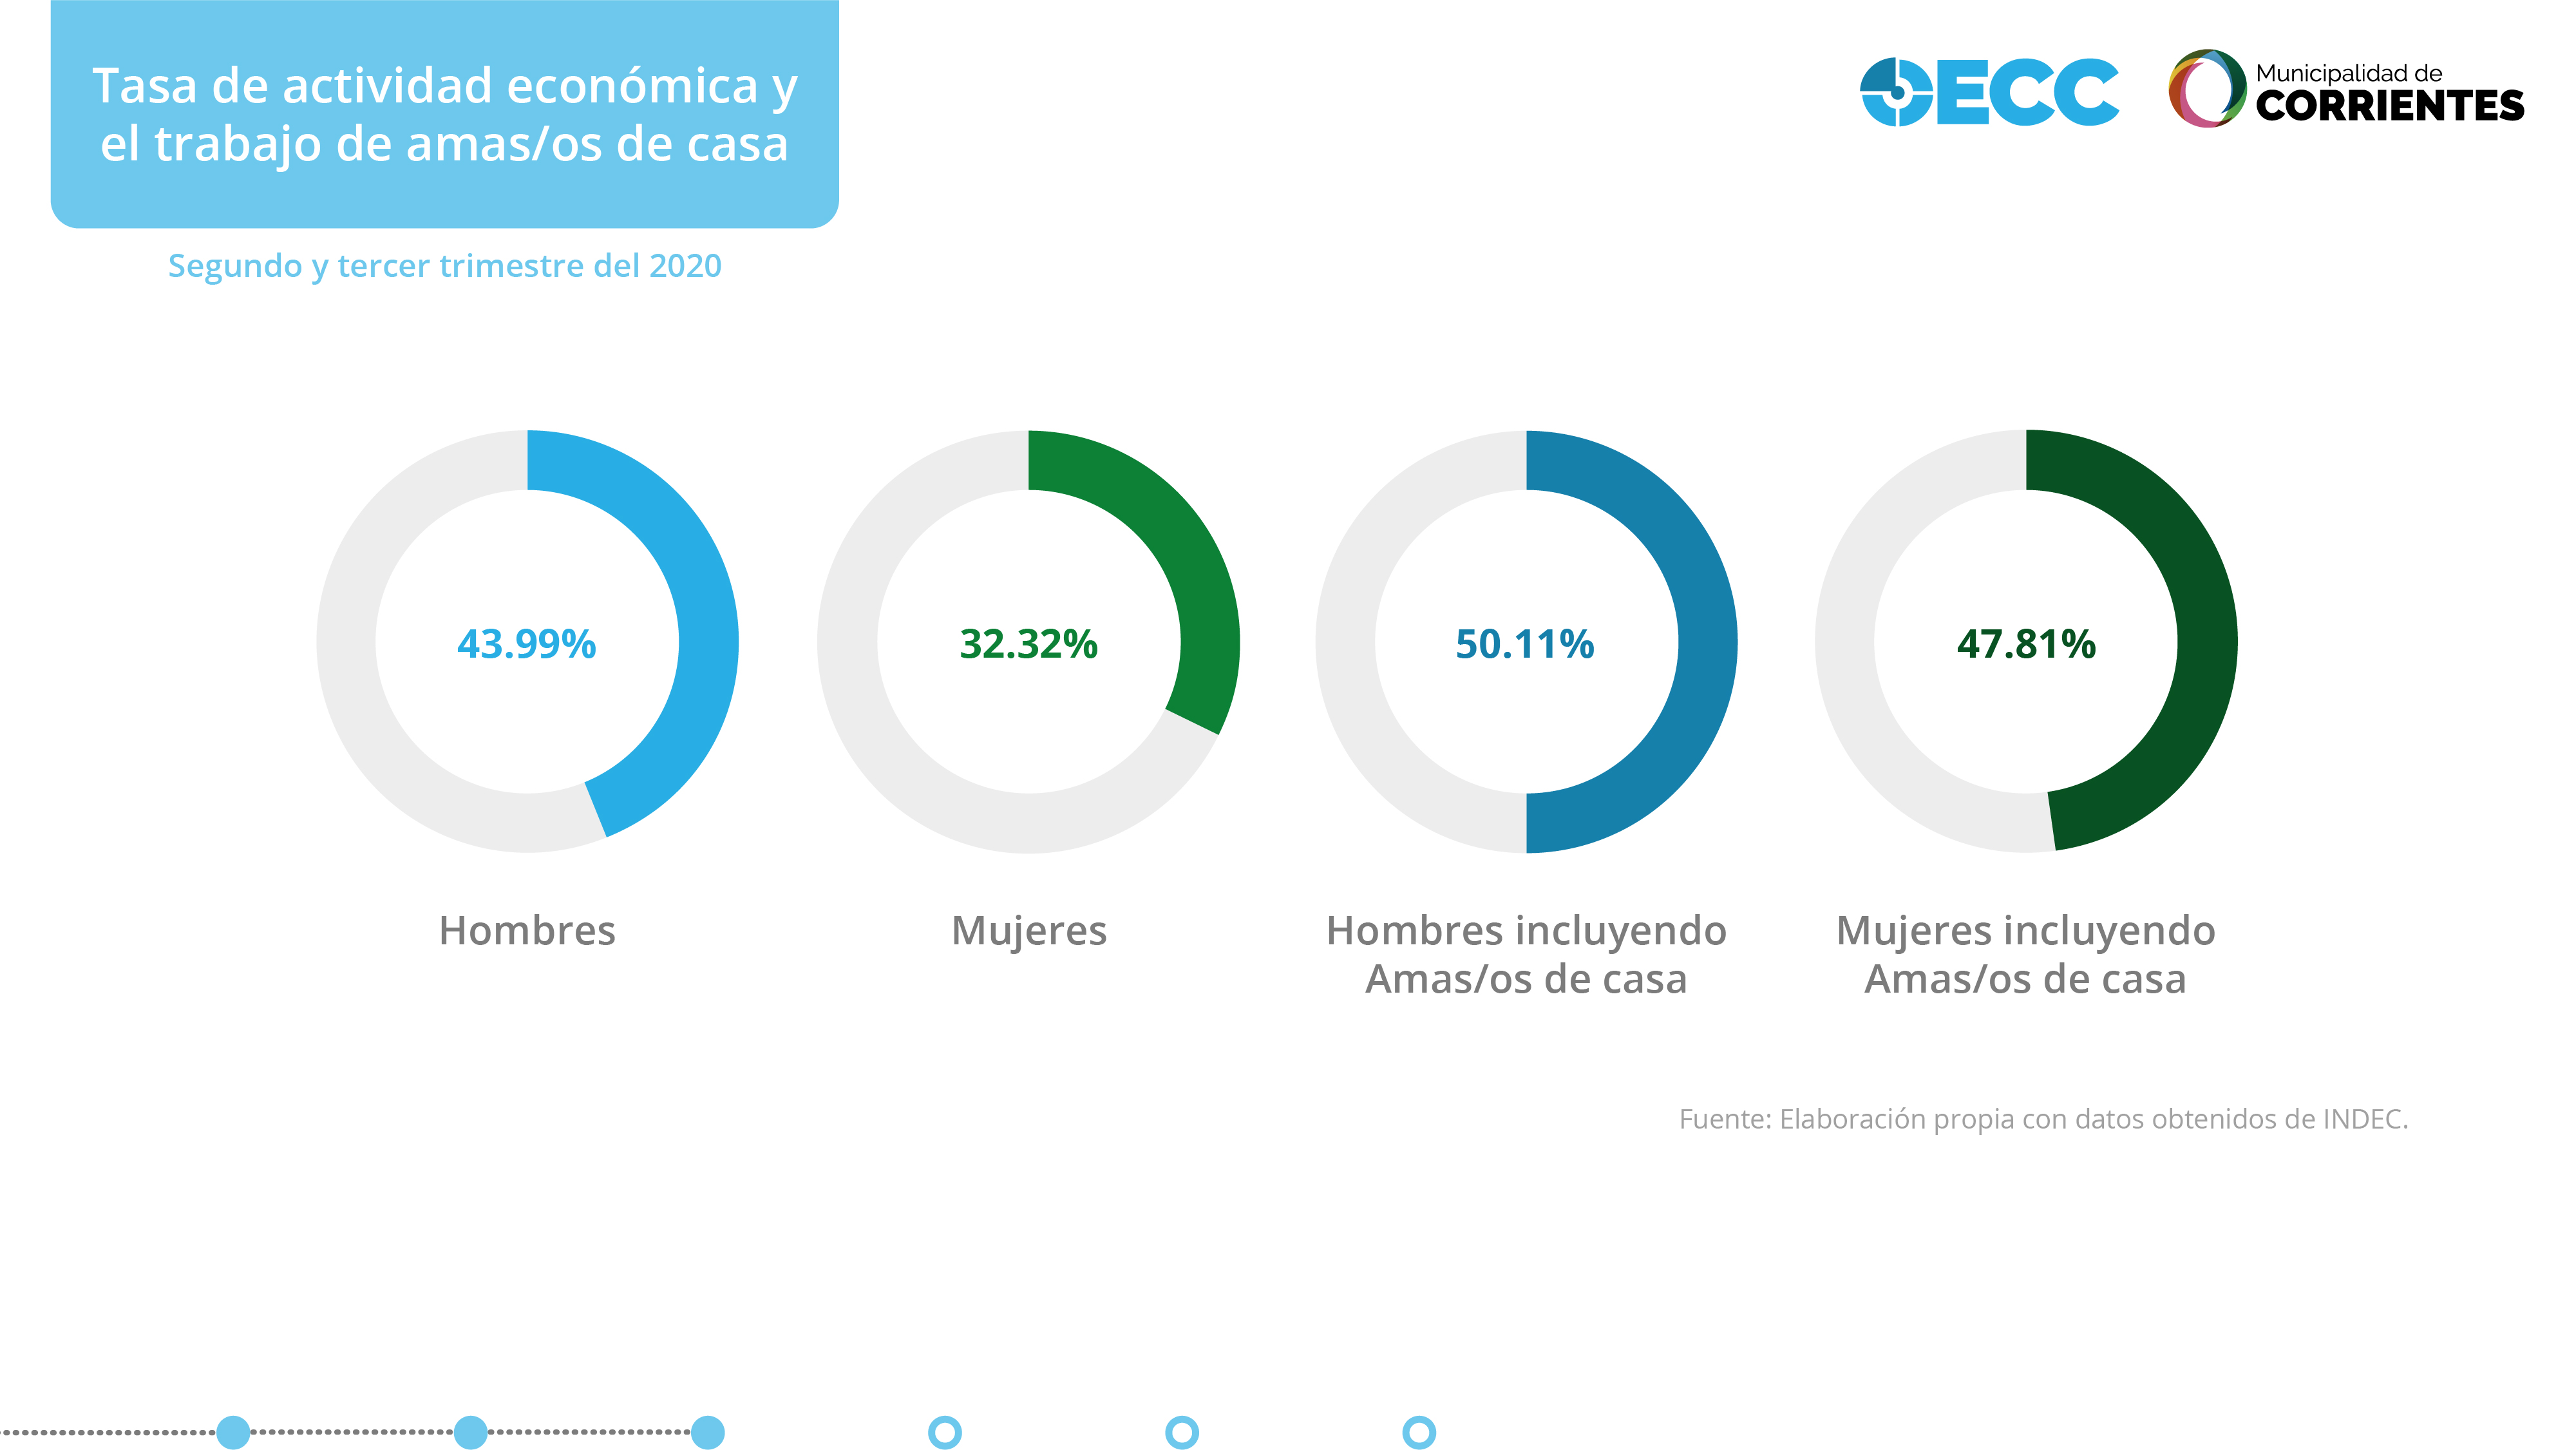 Tasa de actividad económica y
el trabajo de amas/os de casa
Segundo y tercer trimestre del 2020
OECC
Municipalidad de
CORRIENTES
43.99%
32.32%
50.11%
47.81%
Hombres
Mujeres
Hombres incluyendo
Amas/os de casa
Mujeres incluyendo
Amas/os de casa
Fuente: Elaboración propia con datos obtenidos de INDEC.